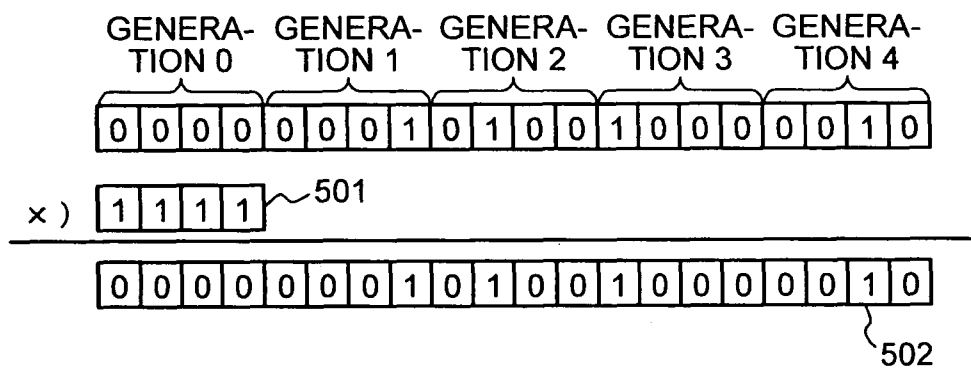 GENERA- GENERA- GENERA- GENERA- GENERA-
TION 0 TION 1 TION 2 TION 3 TION 4
0 0 0 0 0 0 0 1 0 1 0 0 1 0 0 0 0 0 1 0
× ) 1 1 1 1 501
0 0 0 0 0 0 0 1 0 1 0 0 1 0 0 0 0 0 1 0
502